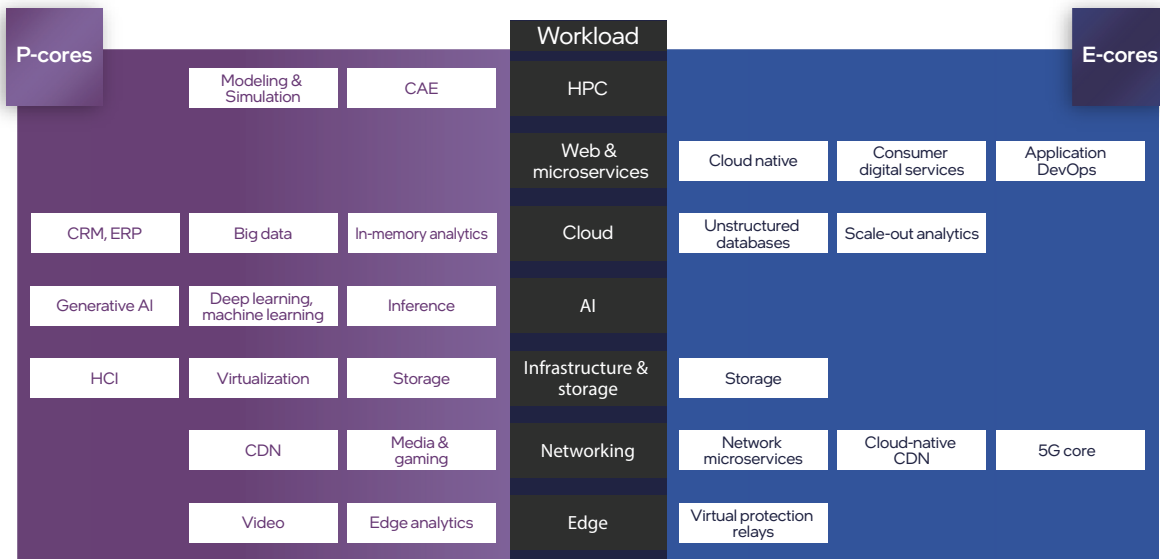 P-cores
Workload
E-cores
Modeling &
Simulation
CAE
HPC
Web &
microservices
Cloud native
Consumer
digital services
Application
DevOps
CRM, ERP
Big data
In-memory analytics
Cloud
Unstructured
databases
Scale-out analytics
Generative AI
Deep learning,
machine learning
Inference
AI
HCI
Virtualization
Storage
Infrastructure &
storage
Storage
CDN
Media &
gaming
Networking
Network
microservices
Cloud-native
CDN
5G core
Video
Edge analytics
Edge
Virtual protection
relays